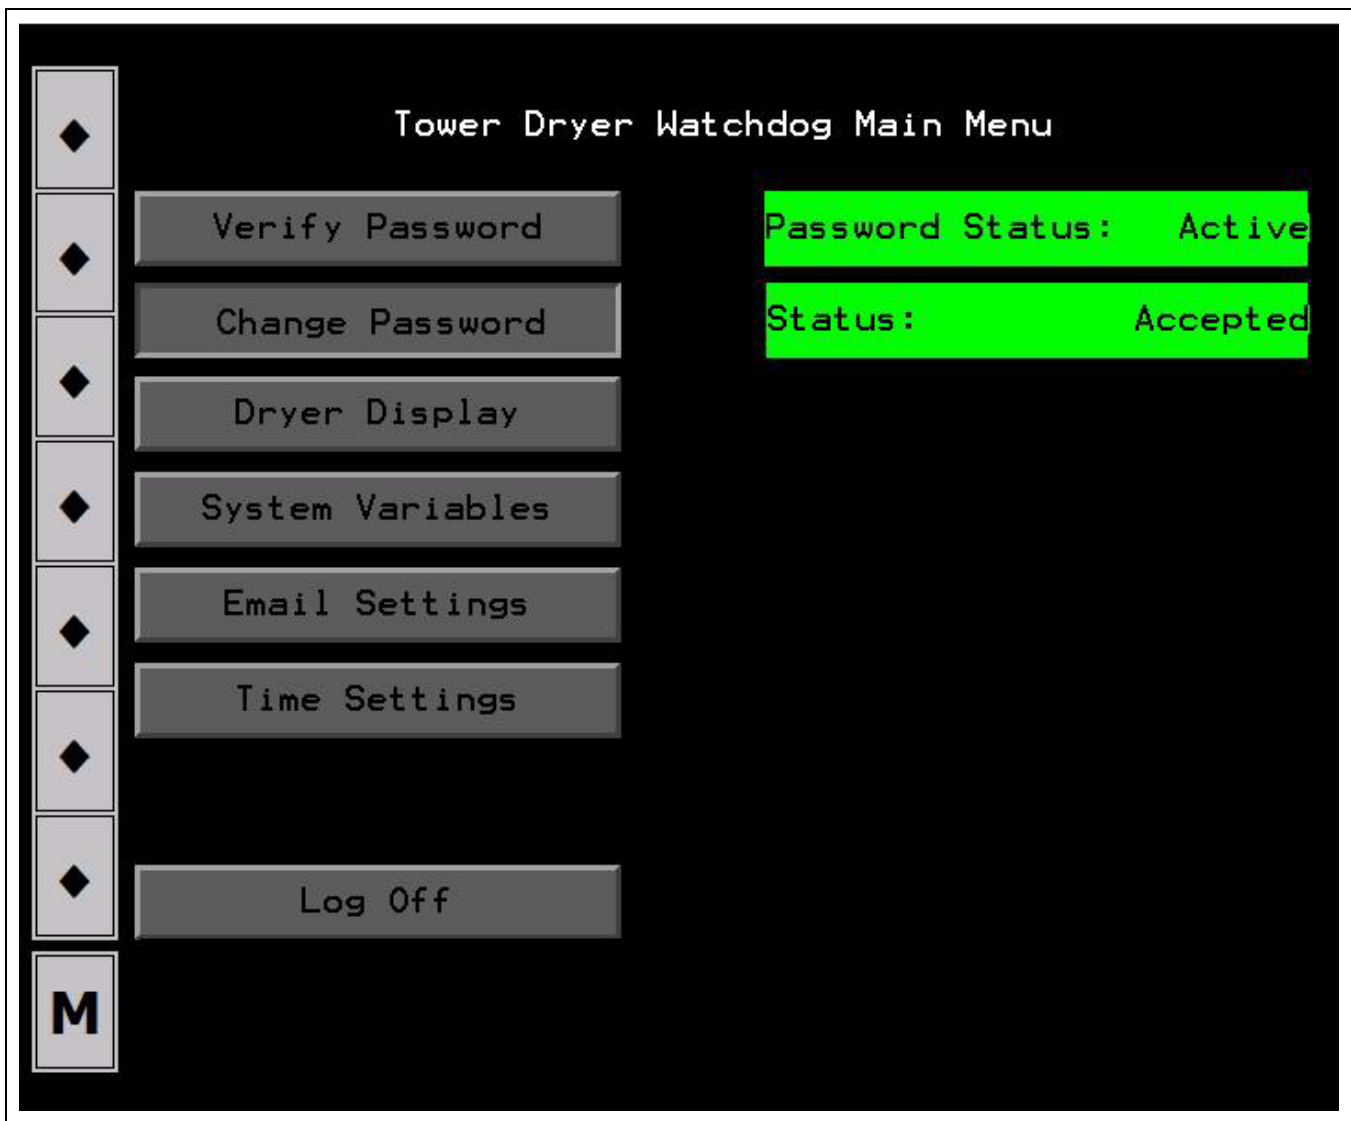 Tower Dryer Watchdog Main Menu
Verify Password
Password Status: Active
Change Password
Status: Accepted
Dryer Display
System Variables
Email Settings
Time Settings
Log Off
M